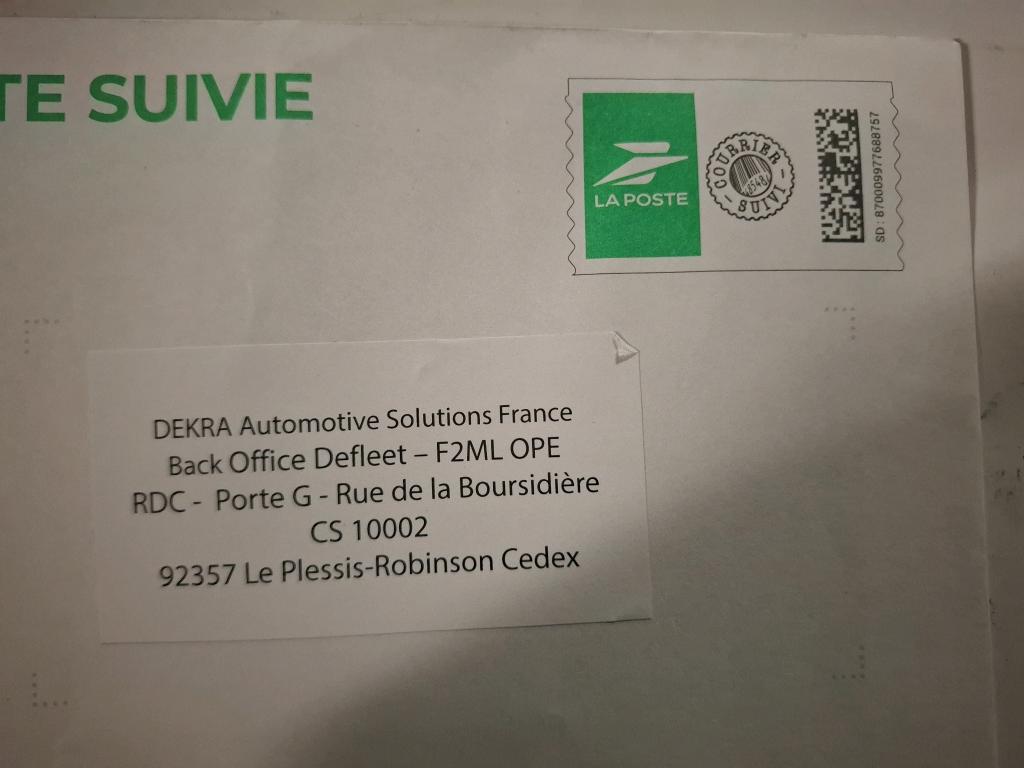 TE SUIVIE
LA POSTE
COURRIER
SUIVI
SD : 870009977688757
DEKRA Automotive Solutions France
Back Office Defleet – F2ML OPE
RDC - Porte G - Rue de la Boursidière
CS 10002
92357 Le Plessis-Robinson Cedex